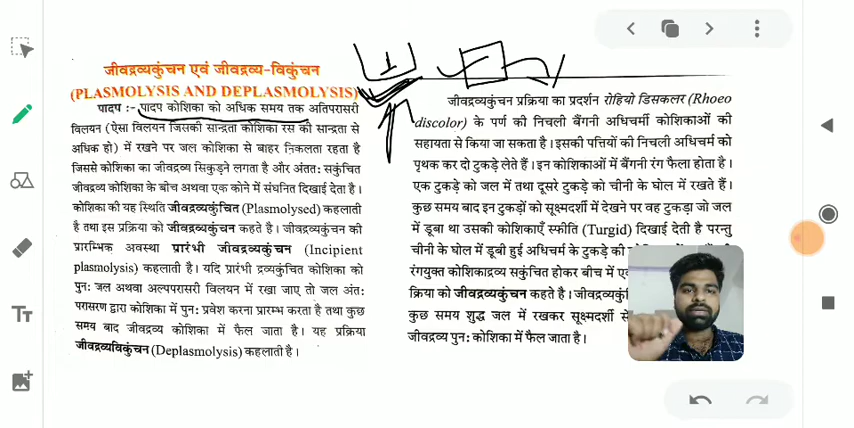 जीवद्रव्यकुंचन एवं जीवद्रव्य-विकुंचन
(PLASMOLYSIS AND DEPLASMOLYSIS)
पादप :- पादप कोशिका को अधिक समय तक अतिपरासरी
विलयन (ऐसा विलयन जिसकी सान्द्रता कोशिका रस की सान्द्रता से
अधिक हो) में रखने पर जल कोशिका से बाहर निकलता रहता है
जिससे कोशिका का जीवद्रव्य सिकुड़ने लगता है और अंततः सकुंचित
जीवद्रव्य कोशिका के बीच अथवा एक कोने में संघनित दिखाई देता है।
कोशिका की यह स्थिति जीवद्रव्यकुंचित (Plasmolysed) कहलाती
है तथा इस प्रक्रिया को जीवद्रव्यकुंचन कहते है। जीवद्रव्यकुंचन की
प्रारम्भिक अवस्था प्रारंभी जीवद्रव्यकुंचन (Incipient
plasmolysis) कहलाती है। यदि प्रारंभी द्रव्यकुंचित कोशिका को
पुनः जल अथवा अल्पपरासरी विलयन में रखा जाए तो जल अंतः
परासरण द्वारा कोशिका में पुनः प्रवेश करना प्रारम्भ करता है तथा कुछ
समय बाद जीवद्रव्य कोशिका में फैल जाता है। यह प्रक्रिया
जीवद्रव्यविकुंचन (Deplasmolysis) कहलाती है।
जीवद्रव्यकुंचन प्रक्रिया का प्रदर्शन रोहियो डिसकलर (Rhoeo
discolor) के पर्ण की निचली बैंगनी अधिचर्मी कोशिकाओं की
सहायता से किया जा सकता है। इसकी पत्तियों की निचली अधिचर्म को
पृथक कर दो टुकड़े लेते हैं। इन कोशिकाओं में बैंगनी रंग फैला होता है।
एक टुकड़े को जल में तथा दूसरे टुकड़े को चीनी के घोल में रखते हैं।
कुछ समय बाद इन टुकड़ों को सूक्ष्मदर्शी में देखने पर वह टुकड़ा जो जल
में डूबा था उसकी कोशिकाएँ स्फीति (Turgid) दिखाई देती है परन्तु
चीनी के घोल में डूबी हुई अधिचर्म के टुकड़े की
रंगयुक्त कोशिकाद्रव्य सकुंचित होकर बीच में
क्रिया को जीवद्रव्यकुंचन कहते है।
कुछ समय शुद्ध जल में रखकर सूक्ष्मदर्शी से
जीवद्रव्य पुनः कोशिका में फैल जाता है।
Tт